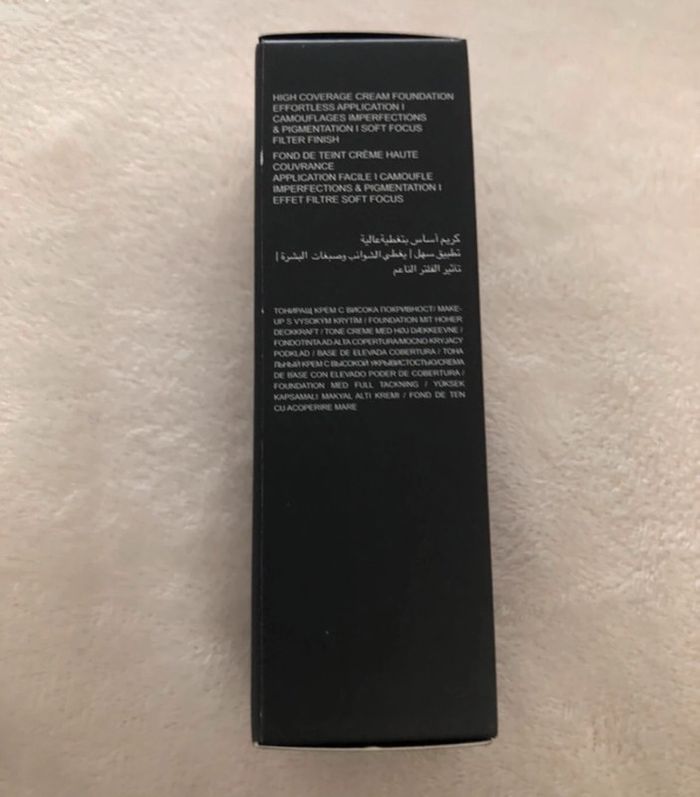 HIGH COVERAGE CREAM FOUNDATION
EFFORTLESS APPLICATION I
CAMOUFLAGES IMPERFECTIONS
& PIGMENTATION I SOFT FOCUS
FILTER FINISH
FOND DE TEINT CRÈME HAUTE
COUVRANCE
APPLICATION FACILE I CAMOUFLE
IMPERFECTIONS & PIGMENTATION I
EFFET FILTRE SOFT FOCUS
كريم أساس بتغطية عالية
تطبيق سهل | يغطي الشوائب وصبغات البشرة |
تأثير الفلتر الناعم
ТОНИРАЩ КРЕМ С ВИСОКА ПОКРИВНОСТ/ MAKE-
UP S VYSOKÝM KRYTÍM / FOUNDATION MIT HOHER
DECKKRAFT / TONE CREME MED HØJ DÆKKEEVNE /
FONDOTINTA AD ALTA COPERTURA/MOCNO KRYJĄCY
PODKŁAD / BASE DE ELEVADA COBERTURA / ТОНА
ЛЬНЫЙ КРЕМ С ВЫСОКОЙ УКРЫВИСТОСТЬЮ/CREMA
DE BASE CON ELEVADO PODER DE COBERTURA /
FOUNDATION MED FULL TACKNING / YÜKSEK
KAPSAMALI MAKYAL ALTI KREMI / FOND DE TEN
CU ACOPERIRE MARE